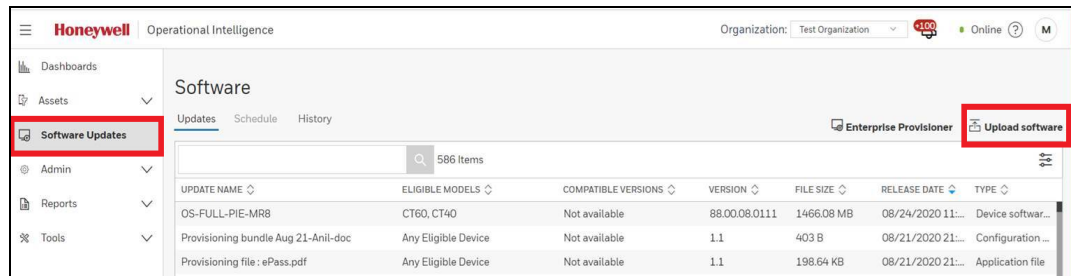 Honeywell Operational Intelligence Organization: Test Organization +100 Online ? M
Dashboards
Assets
Software Updates
Admin
Reports
Tools
Software
Updates Schedule History
Enterprise Provisioner Upload software
586 Items
UPDATE NAME ELIGIBLE MODELS COMPATIBLE VERSIONS VERSION FILE SIZE RELEASE DATE TYPE
OS-FULL-PIE-MR8 CT60, CT40 Not available 88.00.08.0111 1466.08 MB 08/24/2020 11:... Device softwar...
Provisioning bundle Aug 21-Anil-doc Any Eligible Device Not available 1.1 403 B 08/21/2020 21:... Configuration ...
Provisioning file : ePass.pdf Any Eligible Device Not available 1.1 198.64 KB 08/21/2020 21:... Application file